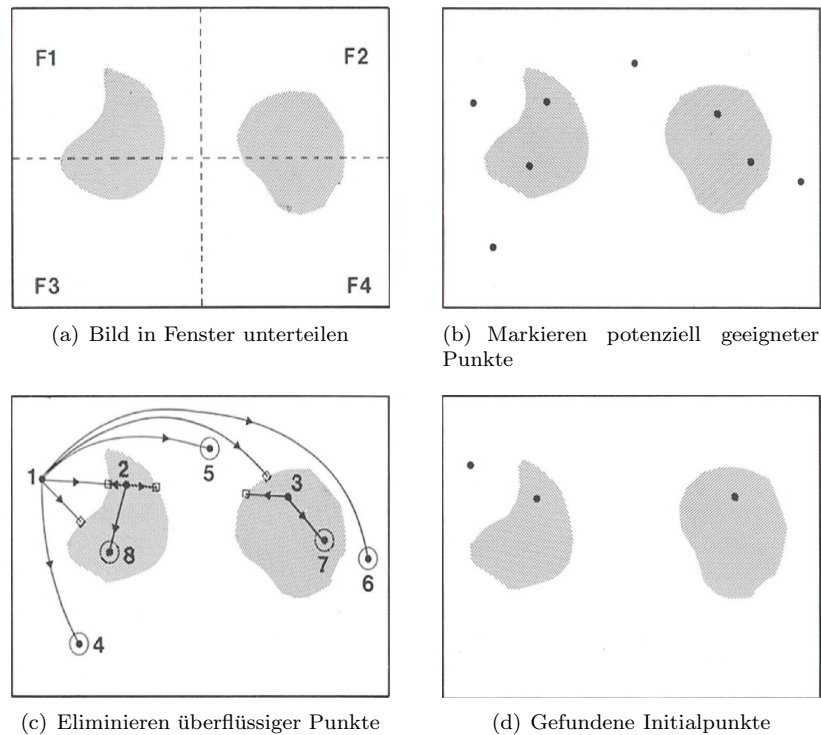 F1
F2
F3
F4
(a) Bild in Fenster unterteilen
(b) Markieren potenziell geeigneter
Punkte
1
2
3
5
8
7
6
4
(c) Eliminieren überflüssiger Punkte
(d) Gefundene Initialpunkte